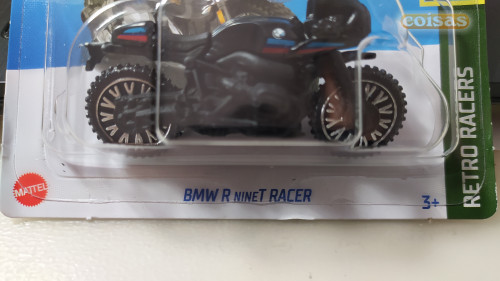 coisas
RETRO RACERS
MATTEL
BMW R NINET RACER
3+